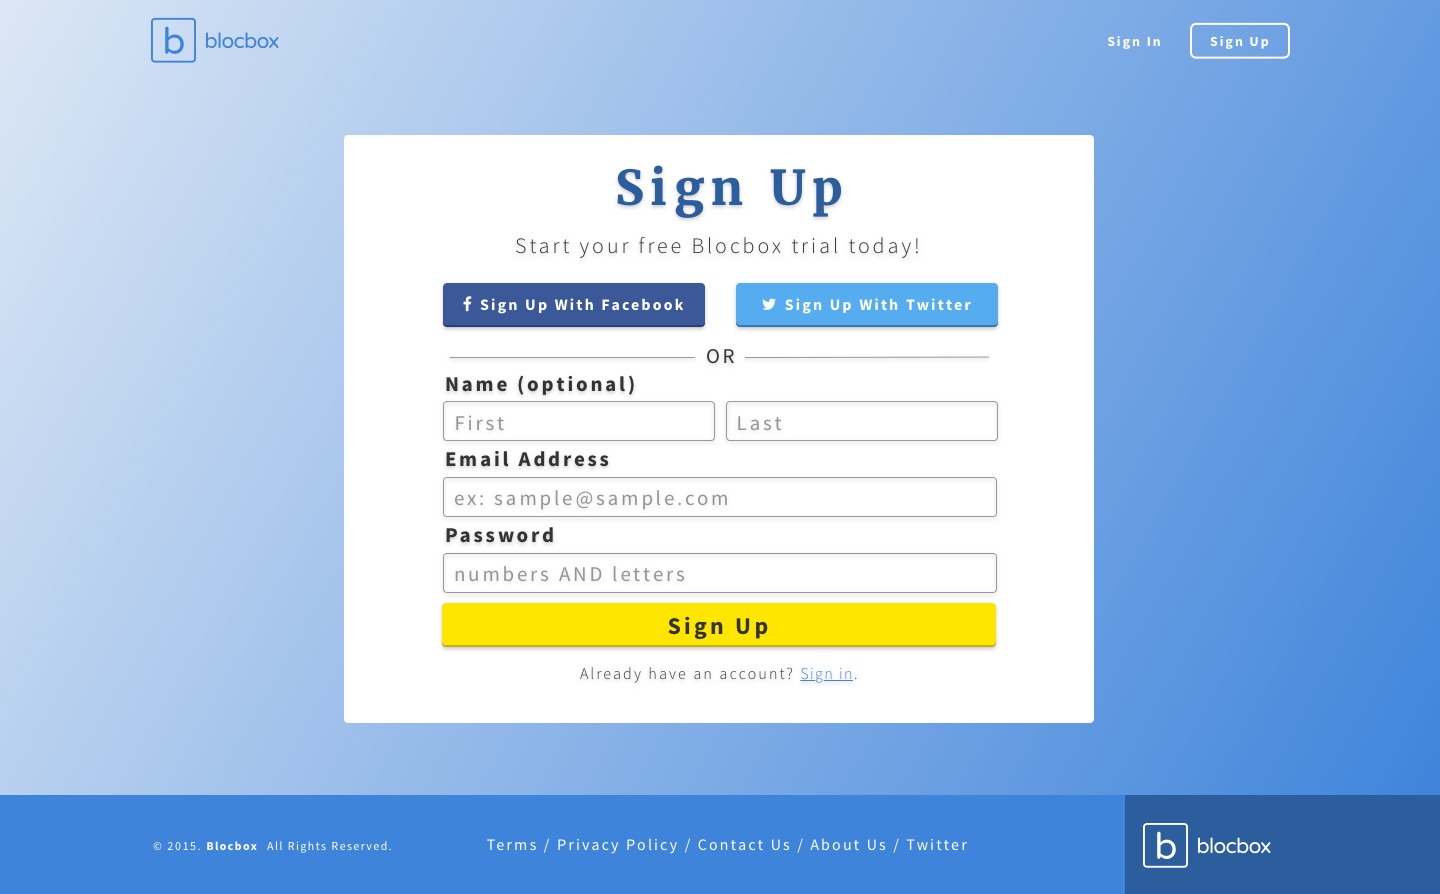 b blocbox
Sign In
Sign Up
Sign Up
Start your free Blocbox trial today!
f Sign Up With Facebook
Sign Up With Twitter
OR
Name (optional)
First
Last
Email Address
ex: sample@sample.com
Password
numbers AND letters
Sign Up
Already have an account? Sign in.
© 2015. Blocbox All Rights Reserved.
Terms / Privacy Policy / Contact Us / About Us / Twitter
b blocbox